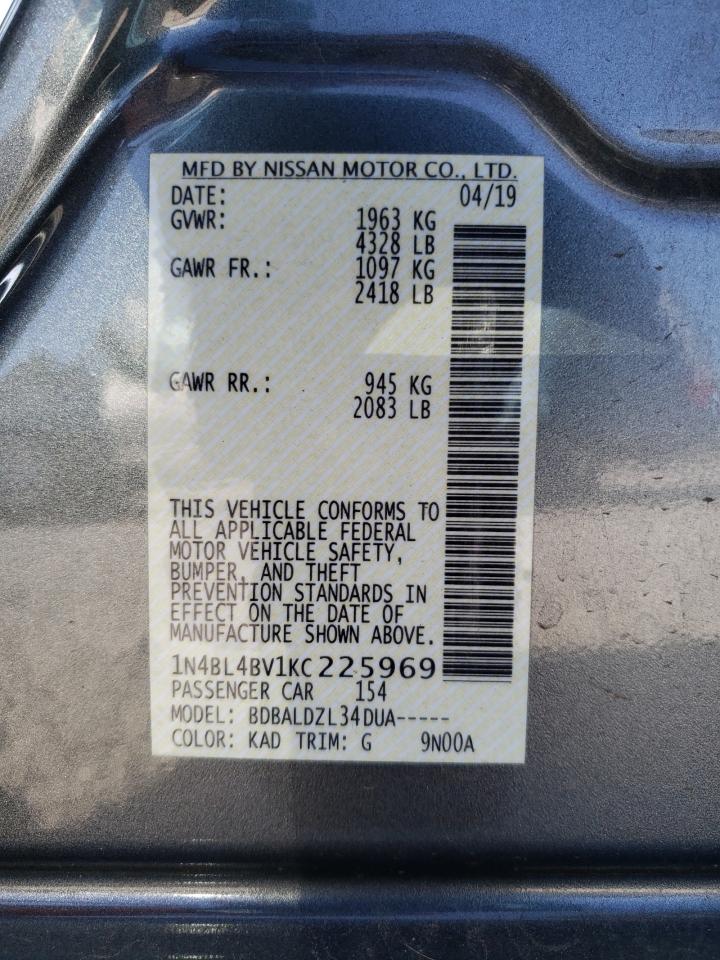 MFD BY NISSAN MOTOR CO., LTD.
DATE: 04/19
GVWR: 1963 KG
4328 LB
GAWR FR.: 1097 KG
2418 LB
GAWR RR.: 945 KG
2083 LB
THIS VEHICLE CONFORMS TO
ALL APPLICABLE FEDERAL
MOTOR VEHICLE SAFETY,
BUMPER, AND THEFT
PREVENTION STANDARDS IN
EFFECT ON THE DATE OF
MANUFACTURE SHOWN ABOVE.
1N4BL4BV1KC225969
PASSENGER CAR 154
MODEL: BDBALDZL34DUA-----
COLOR: KAD TRIM: G 9N00A